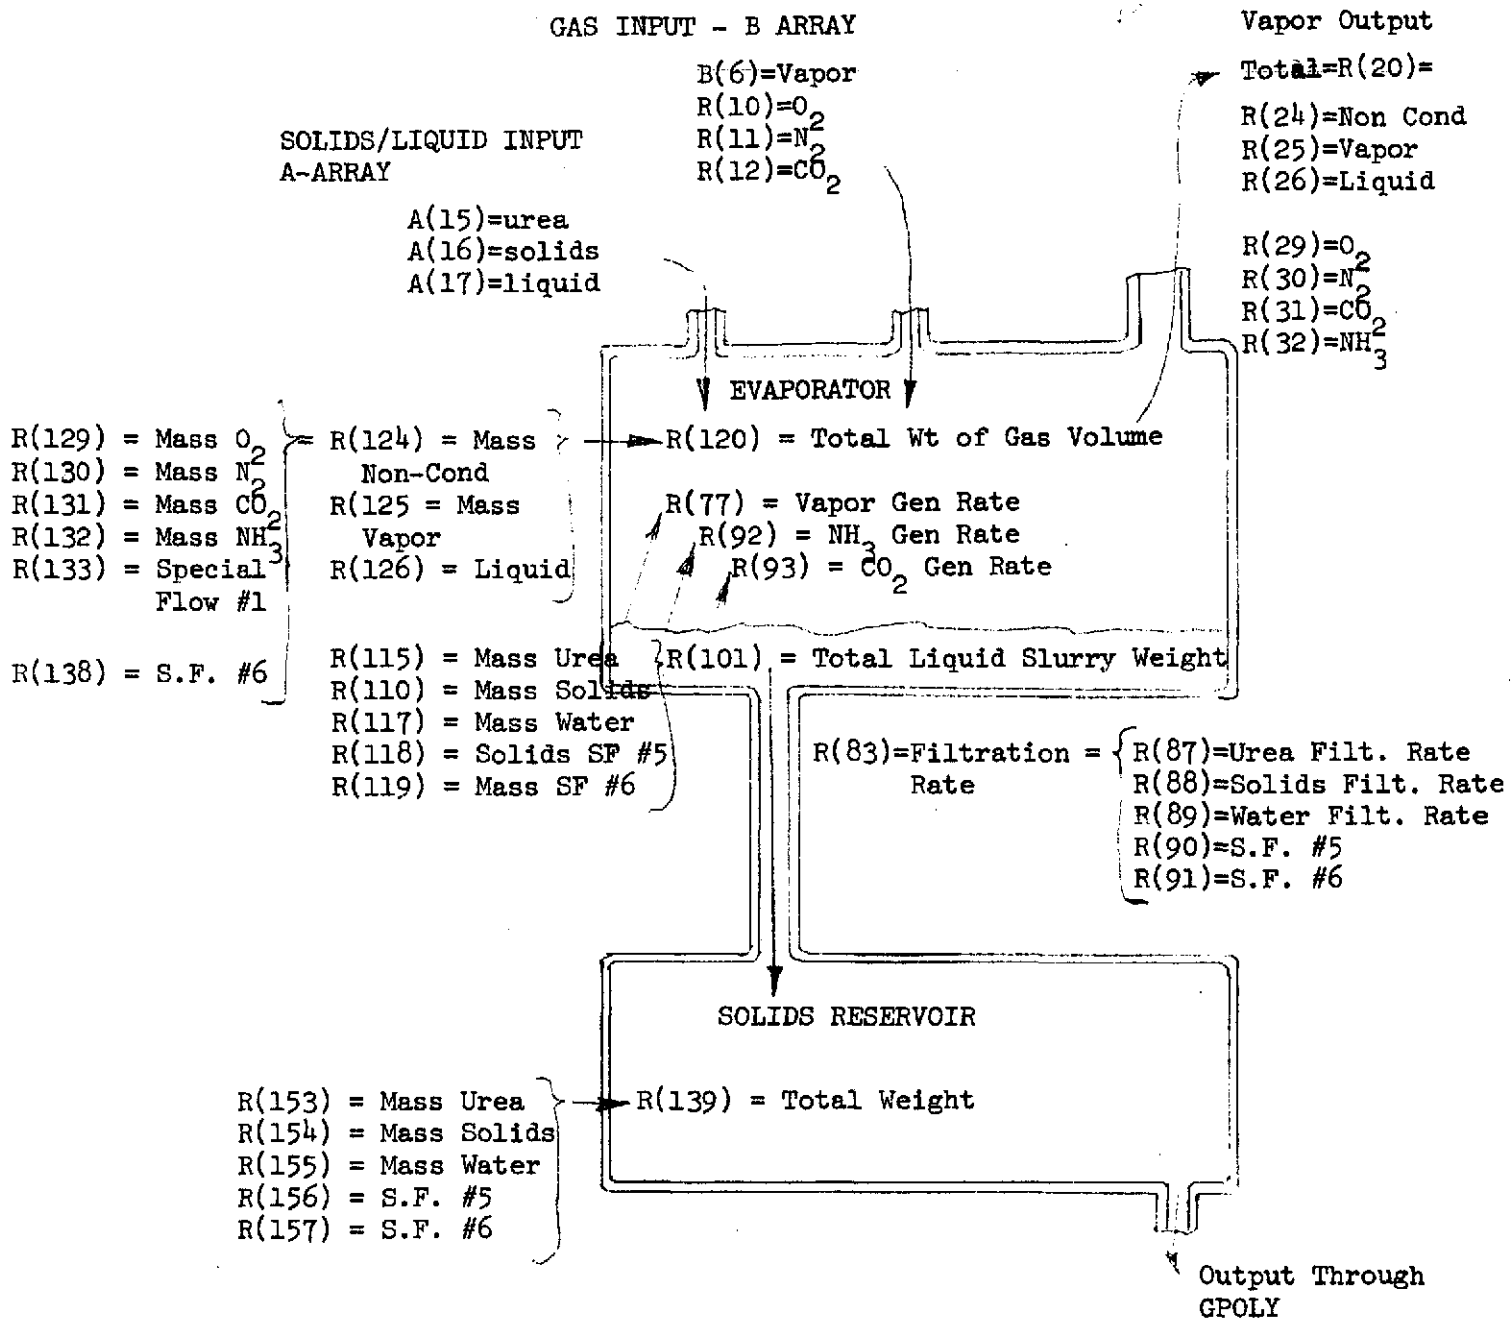 GAS INPUT - B ARRAY
B(6)=Vapor
R(10)=O2
R(11)=N2
R(12)=CO2
Vapor Output
Total=R(20)=
R(24)=Non Cond
R(25)=Vapor
R(26)=Liquid
R(29)=O2
R(30)=N2
R(31)=CO2
R(32)=NH3
SOLIDS/LIQUID INPUT
A-ARRAY
A(15)=urea
A(16)=solids
A(17)=liquid
EVAPORATOR
R(129) = Mass O2
R(130) = Mass N2
R(131) = Mass CO2
R(132) = Mass NH3
R(133) = Special
Flow #1
R(138) = S.F. #6
= R(124) = Mass
Non-Cond
R(125 = Mass
Vapor
R(126) = Liquid
R(120) = Total Wt of Gas Volume
R(77) = Vapor Gen Rate
R(92) = NH3 Gen Rate
R(93) = CO2 Gen Rate
R(115) = Mass Urea
R(110) = Mass Solids
R(117) = Mass Water
R(118) = Solids SF #5
R(119) = Mass SF #6
R(101) = Total Liquid Slurry Weight
R(83)=Filtration =
Rate
R(87)=Urea Filt. Rate
R(88)=Solids Filt. Rate
R(89)=Water Filt. Rate
R(90)=S.F. #5
R(91)=S.F. #6
SOLIDS RESERVOIR
R(153) = Mass Urea
R(154) = Mass Solids
R(155) = Mass Water
R(156) = S.F. #5
R(157) = S.F. #6
R(139) = Total Weight
Output Through
GPOLY